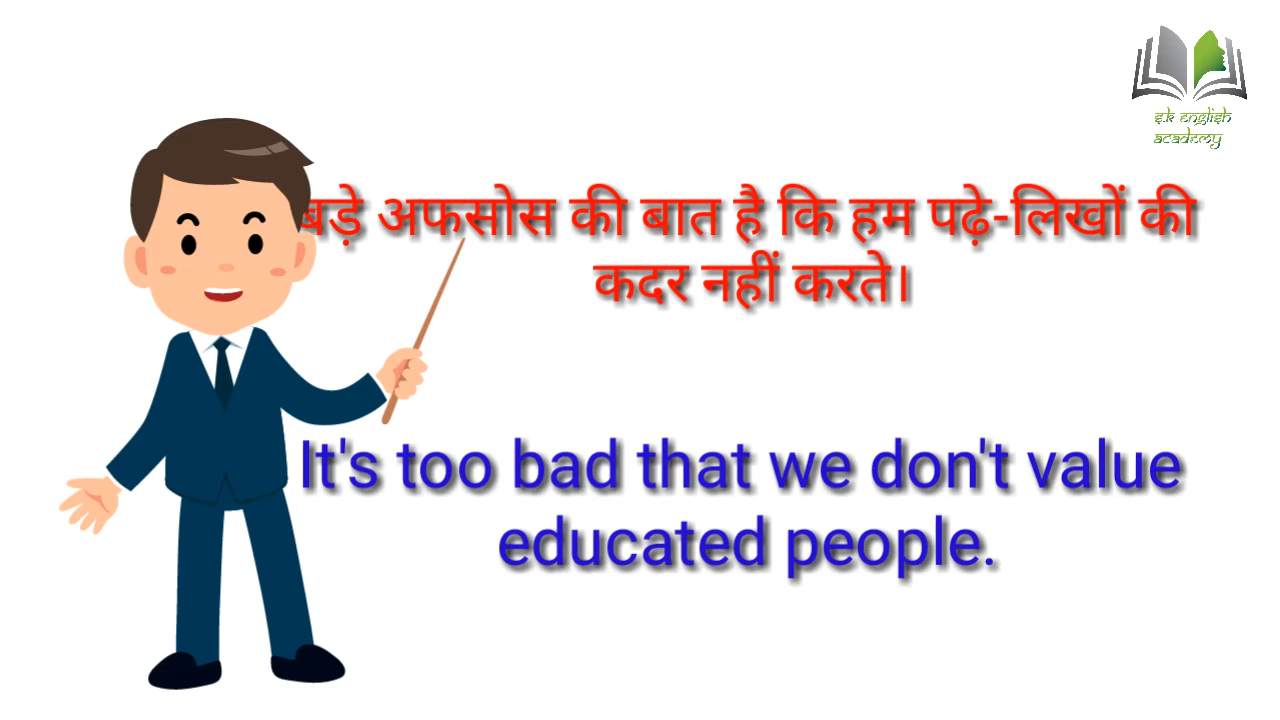 s.k english
academy
बड़े अफसोस की बात है कि हम पढ़े-लिखों की
कदर नहीं करते।
It's too bad that we don't value
educated people.